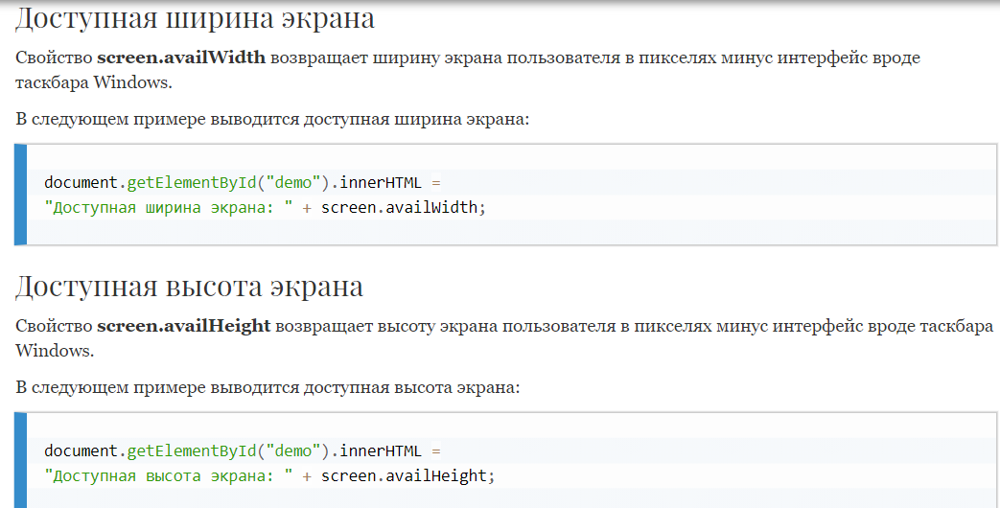 Доступная ширина экрана
Свойство screen.availWidth возвращает ширину экрана пользователя в пикселях минус интерфейс вроде
таскбара Windows.
В следующем примере выводится доступная ширина экрана:
document.getElementById("demo").innerHTML =
"Доступная ширина экрана: " + screen.availWidth;
Доступная высота экрана
Свойство screen.availHeight возвращает высоту экрана пользователя в пикселях минус интерфейс вроде таскбара
Windows.
В следующем примере выводится доступная высота экрана:
document.getElementById("demo").innerHTML =
"Доступная высота экрана: " + screen.availHeight;